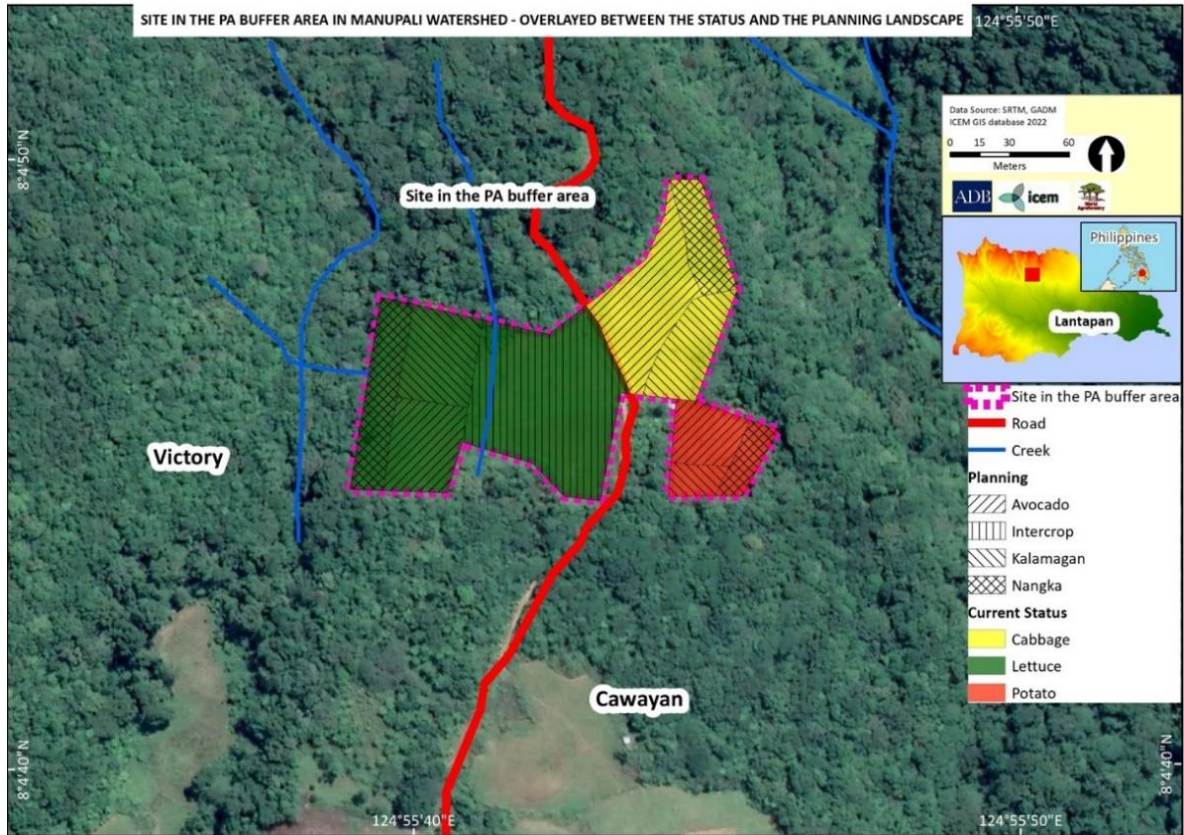 SITE IN THE PA BUFFER AREA IN MANUPALI WATERSHED - OVERLAYED BETWEEN THE STATUS AND THE PLANNING LANDSCAPE
124°55'50"E
8°4'50"N
Data Source: SRTM, GADM
ICEM GIS database 2022
0 15 30 60
Meters
ADB icem
Philippines
Lantapan
Site in the PA buffer area
Site in the PA buffer area
Road
Creek
Planning
Avocado
Intercrop
Kalamagan
Nangka
Current Status
Cabbage
Lettuce
Potato
Victory
Cawayan
8°4'40"N
8°4'40"N
124°55'40"E
124°55'50"E